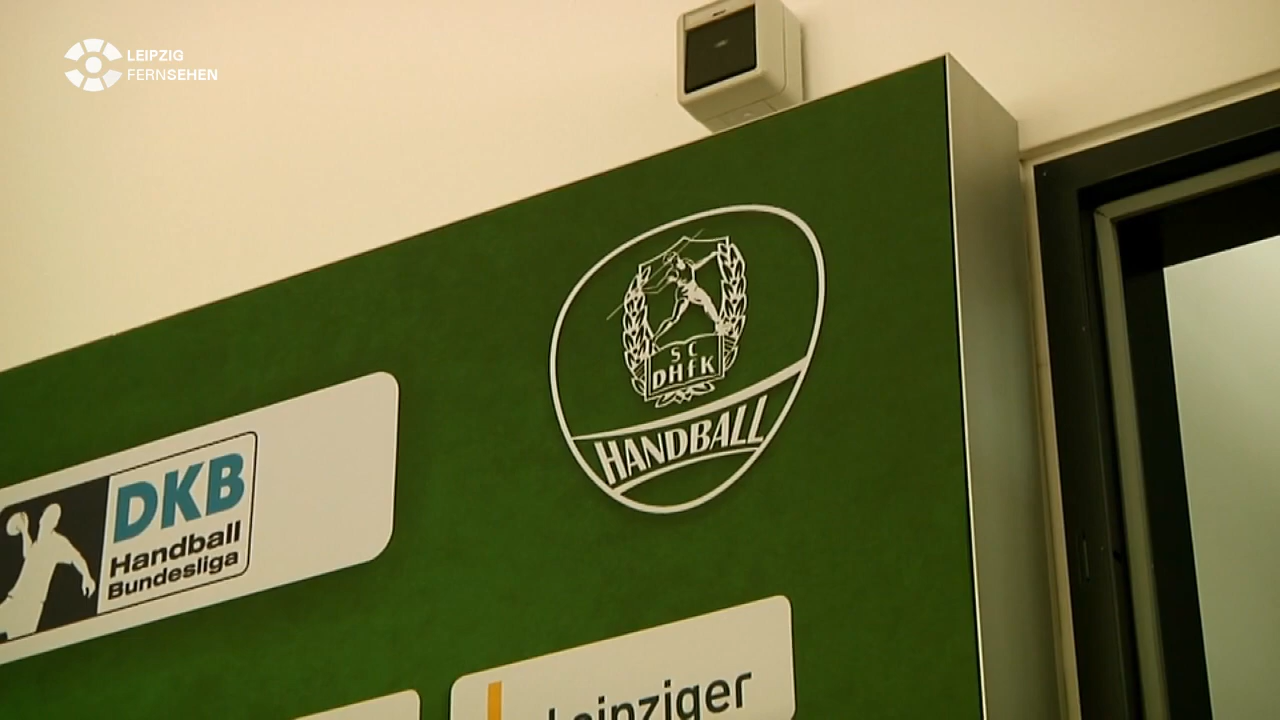 LEIPZIG
FERNSEHEN
SC
DHfK
HANDBALL
DKB
Handball
Bundesliga
Leipziger